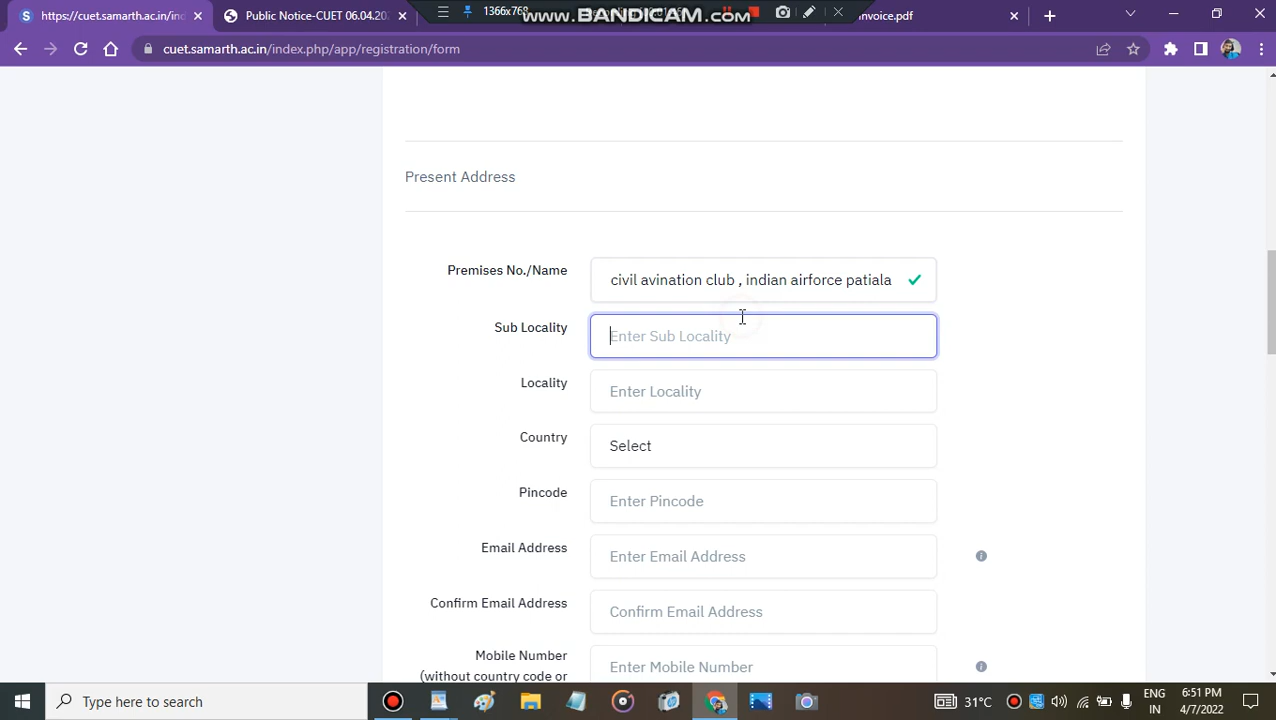 https://cuet.samarth.ac.in/ind
Public Notice-CUET 06.04.202
1366x768
WWW.BANDICAM.COM
invoice.pdf
cuet.samarth.ac.in/index.php/app/registration/form
Present Address
Premises No./Name
civil avination club , indian airforce patiala
Sub Locality
Enter Sub Locality
Locality
Enter Locality
Country
Select
Pincode
Enter Pincode
Email Address
Enter Email Address
Confirm Email Address
Confirm Email Address
Mobile Number
(without country code or
Enter Mobile Number
Type here to search
31°C
ENG
IN
6:51 PM
4/7/2022